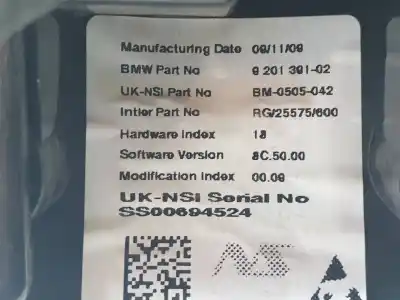 Manufacturing Date 09/11/09
BMW Part No 9 201 391-02
UK-NSI Part No BM-0505-042
Intier Part No RG/25575/600
Hardware Index 18
Software Version 8C.50.00
Modification Index 00.09
UK-NSI Serial No
SS00694524